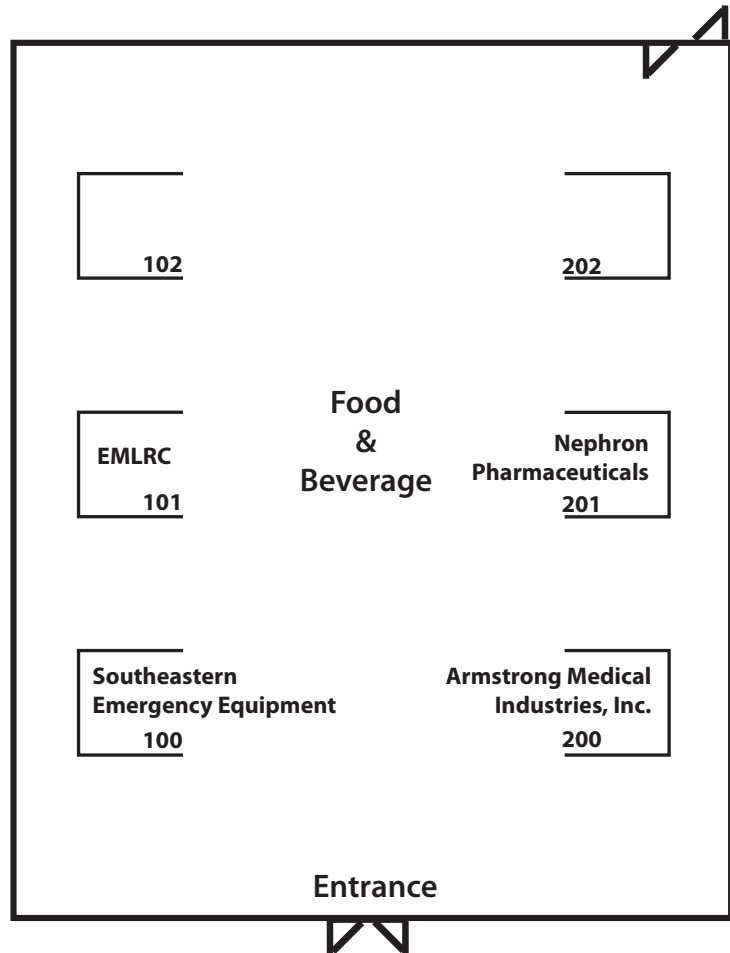 102
202
Food
&
Beverage
EMLRC
101
Nephron
Pharmaceuticals
201
Southeastern
Emergency Equipment
100
Armstrong Medical
Industries, Inc.
200
Entrance